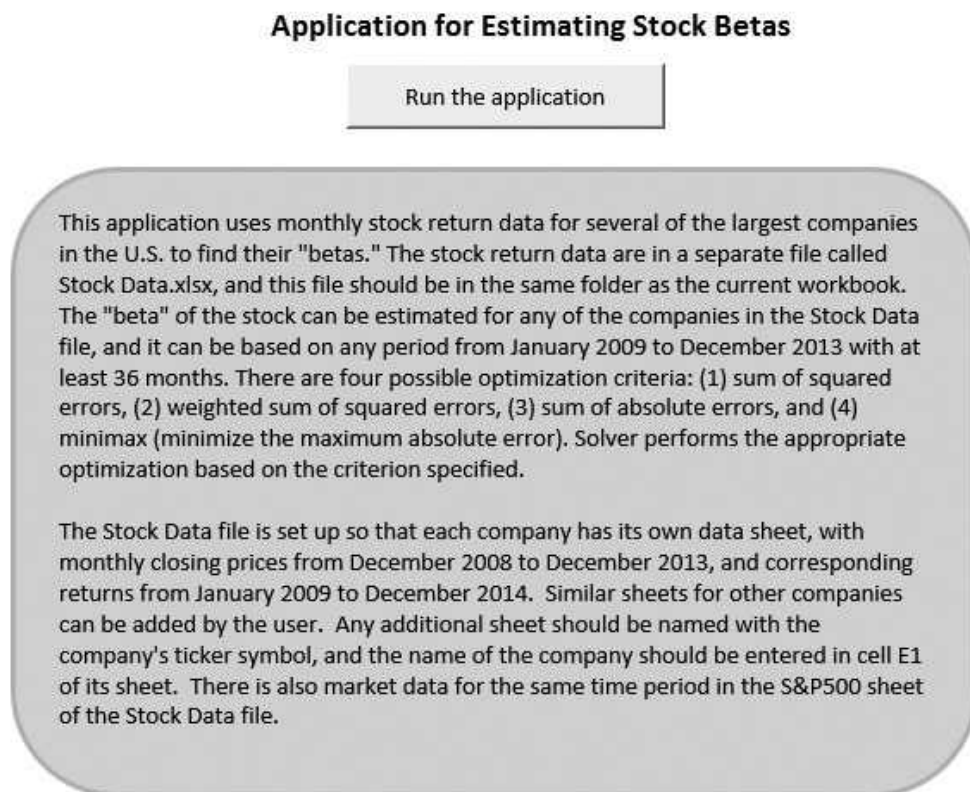 Application for Estimating Stock Betas
Run the application
This application uses monthly stock return data for several of the largest companies
in the U.S. to find their "betas." The stock return data are in a separate file called
Stock Data.xlsx, and this file should be in the same folder as the current workbook.
The "beta" of the stock can be estimated for any of the companies in the Stock Data
file, and it can be based on any period from January 2009 to December 2013 with at
least 36 months. There are four possible optimization criteria: (1) sum of squared
errors, (2) weighted sum of squared errors, (3) sum of absolute errors, and (4)
minimax (minimize the maximum absolute error). Solver performs the appropriate
optimization based on the criterion specified.
The Stock Data file is set up so that each company has its own data sheet, with
monthly closing prices from December 2008 to December 2013, and corresponding
returns from January 2009 to December 2014.  Similar sheets for other companies
can be added by the user.  Any additional sheet should be named with the
company's ticker symbol, and the name of the company should be entered in cell E1
of its sheet.  There is also market data for the same time period in the S&P500 sheet
of the Stock Data file.